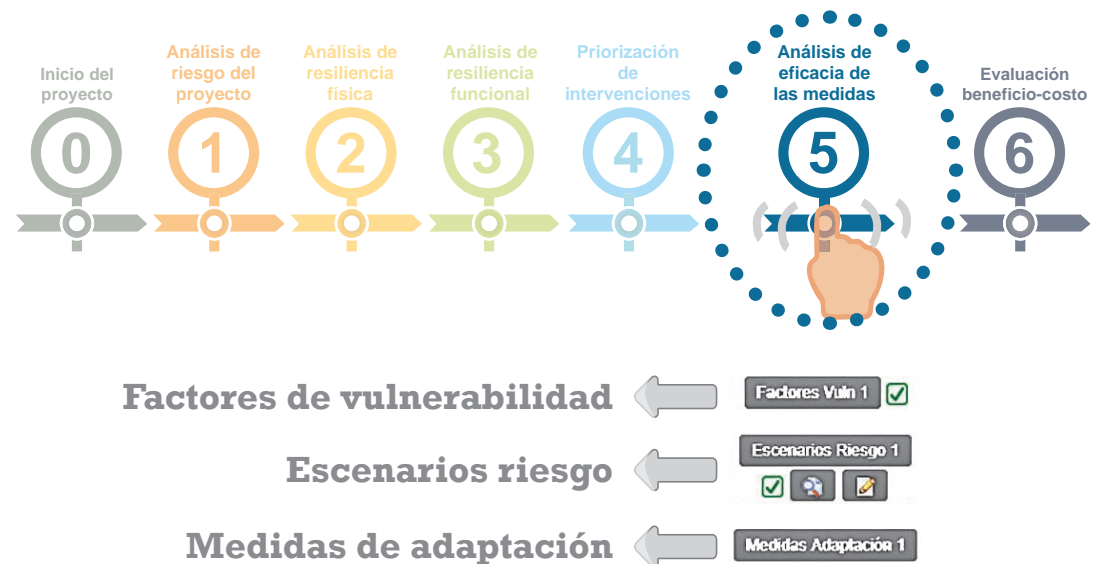 Inicio del
proyecto
0
Análisis de
riesgo del
proyecto
1
Análisis de
resiliencia
física
2
Análisis de
resiliencia
funcional
3
Priorización
de
intervenciones
4
Análisis de
eficacia de
las medidas
5
Evaluación
beneficio-costo
6
Factores de vulnerabilidad
Factores Vuln 1
Escenarios riesgo
Escenarios Riesgo 1
Medidas de adaptación
Medidas Adaptación 1